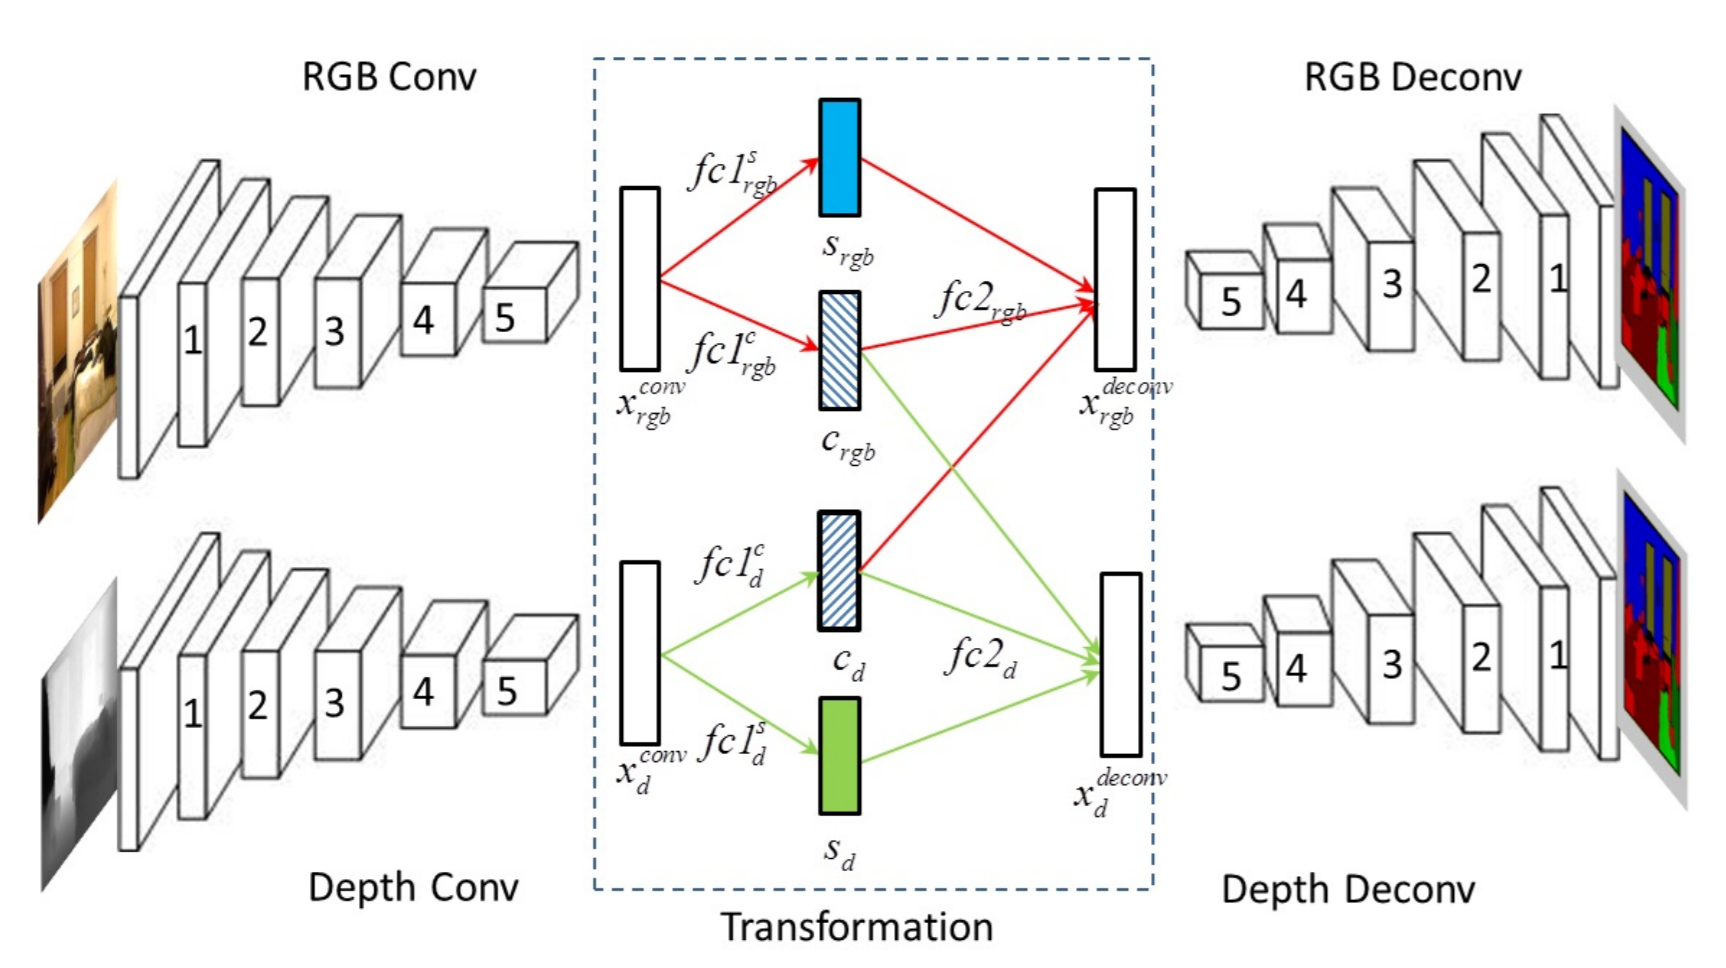 RGB Conv
RGB Deconv
fc1^s_rgb
s_rgb
fc2_rgb
fc1^c_rgb
x^conv_rgb
x^deconv_rgb
c_rgb
1 2 3 4 5
5 4 3 2 1
fc1^c_d
c_d
fc2_d
fc1^s_d
x^conv_d
x^deconv_d
s_d
1 2 3 4 5
5 4 3 2 1
Depth Conv
Depth Deconv
Transformation